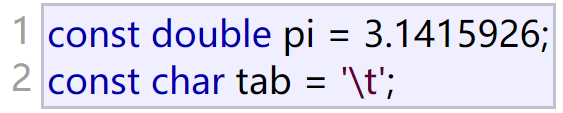 1 const double pi = 3.1415926;
2 const char tab = '\t';